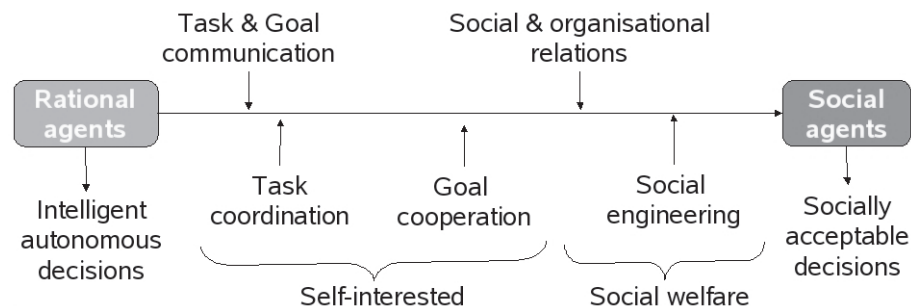 Task & Goal
communication
Social & organisational
relations
Rational
agents
Social
agents
Task
coordination
Goal
cooperation
Social
engineering
Intelligent
autonomous
decisions
Socially
acceptable
decisions
Self-interested
Social welfare